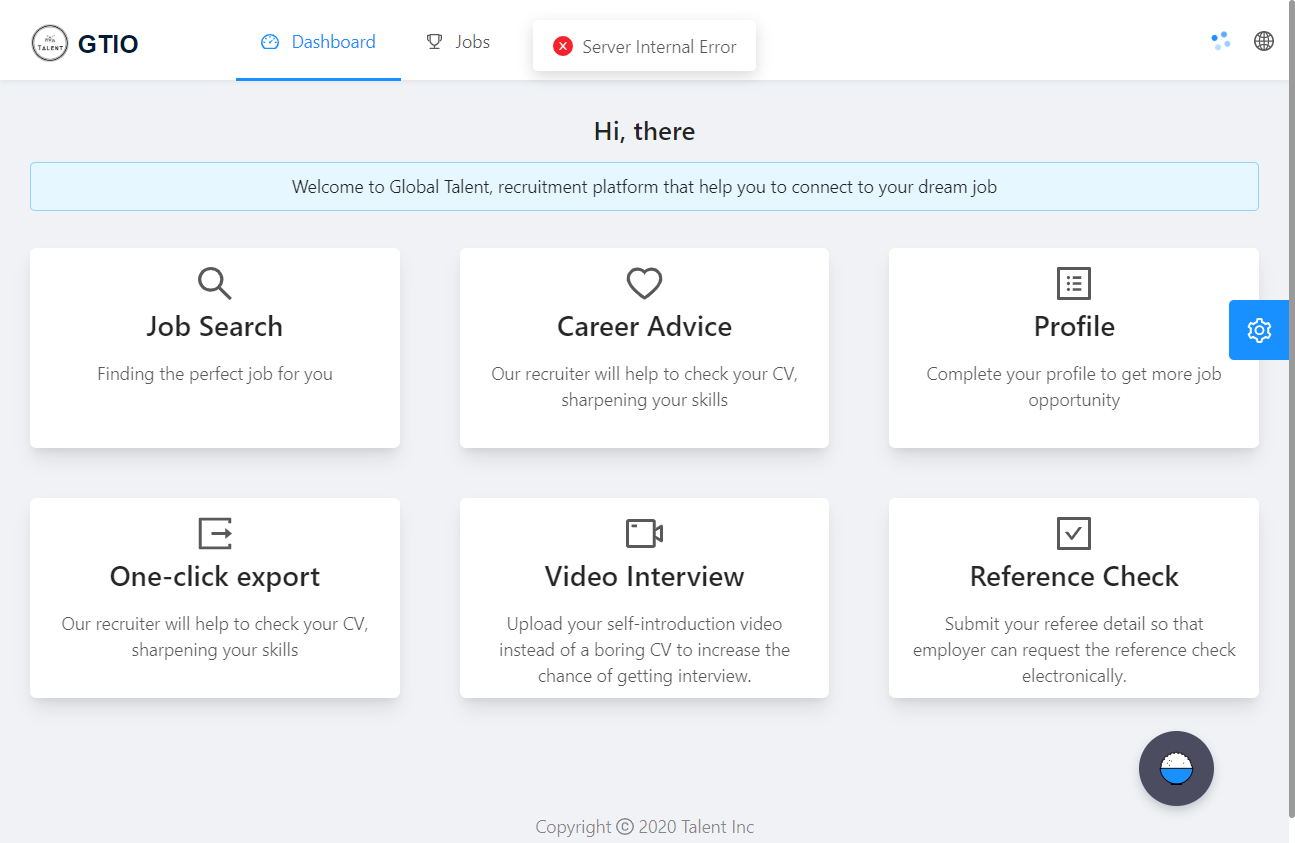 TALENT
GTIO
Dashboard
Jobs
Server Internal Error
Hi, there
Welcome to Global Talent, recruitment platform that help you to connect to your dream job
Job Search
Finding the perfect job for you
Career Advice
Our recruiter will help to check your CV,
sharpening your skills
Profile
Complete your profile to get more job
opportunity
One-click export
Our recruiter will help to check your CV,
sharpening your skills
Video Interview
Upload your self-introduction video
instead of a boring CV to increase the
chance of getting interview.
Reference Check
Submit your referee detail so that
employer can request the reference check
electronically.
Copyright © 2020 Talent Inc